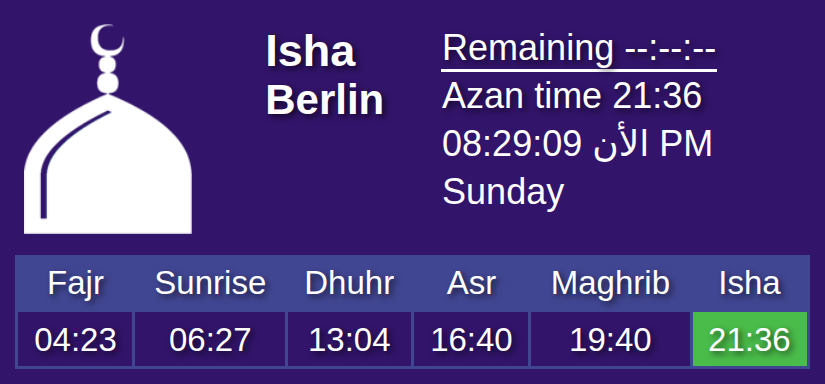 Isha
Berlin
Remaining --:--:--
Azan time 21:36
08:29:09 الأن PM
Sunday
Fajr Sunrise Dhuhr Asr Maghrib Isha
04:23 06:27 13:04 16:40 19:40 21:36